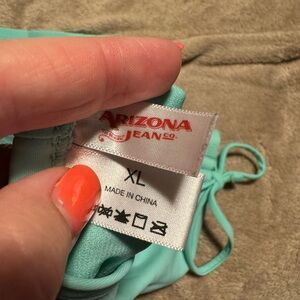 ARIZONA
JEAN CO.
XL
MADE IN CHINA